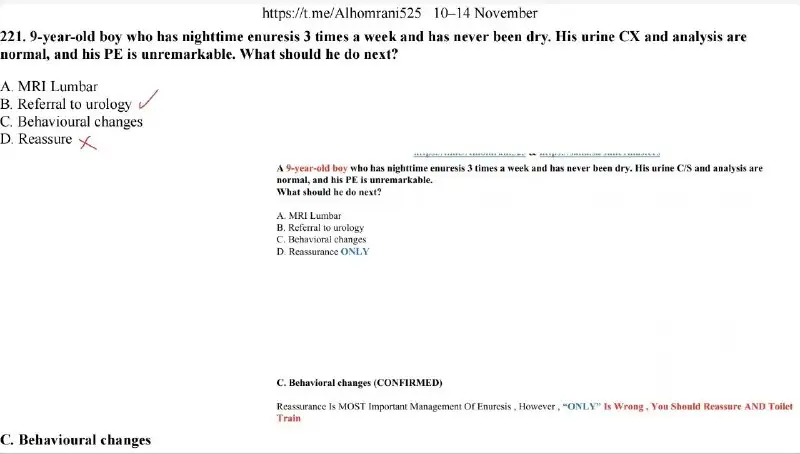 https://t.me/Alhomrani525 10–14 November
221. 9-year-old boy who has nighttime enuresis 3 times a week and has never been dry. His urine CX and analysis are
normal, and his PE is unremarkable. What should he do next?
A. MRI Lumbar
B. Referral to urology
C. Behavioural changes
D. Reassure
A 9-year-old boy who has nighttime enuresis 3 times a week and has never been dry. His urine C/S and analysis are
normal, and his PE is unremarkable.
What should he do next?
A. MRI Lumbar
B. Referral to urology
C. Behavioral changes
D. Reassurance ONLY
C. Behavioral changes (CONFIRMED)
Reassurance Is MOST Important Management Of Enuresis , However , “ONLY” Is Wrong , You Should Reassure AND Toilet
Train
C. Behavioural changes